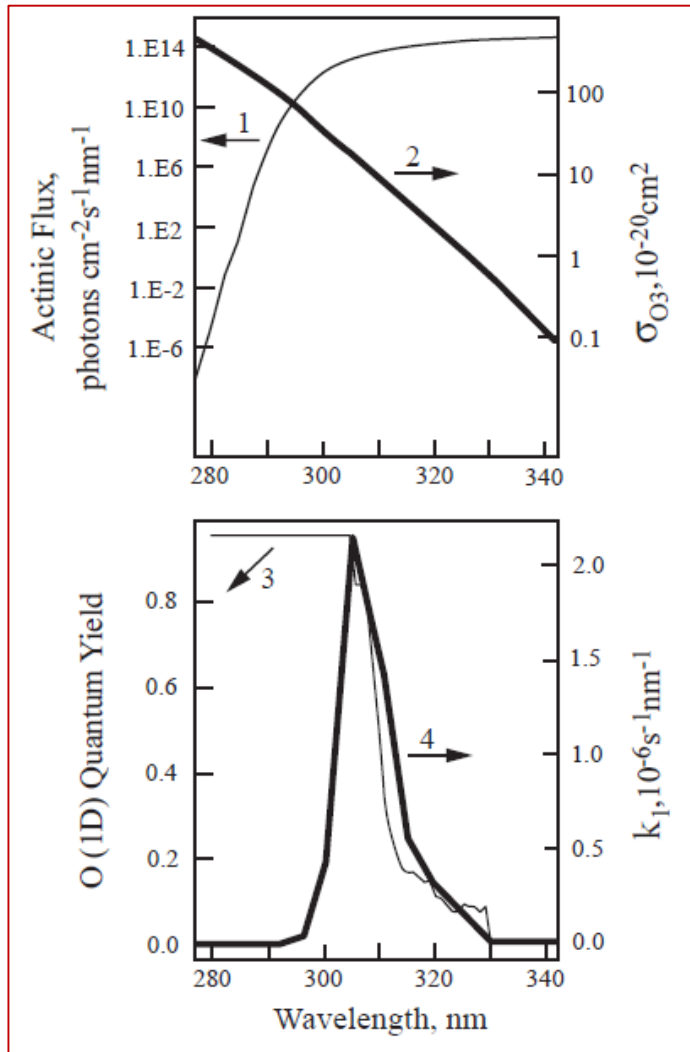 Actinic Flux,
photons cm-2s-1nm-1
1.E14
1.E10
1.E6
1.E2
1.E-2
1.E-6
1
2
100
10
1
0.1
σO3,10-20cm2
280
300
320
340
O (1D) Quantum Yield
0.8
0.6
0.4
0.2
0.0
3
4
2.0
1.5
1.0
0.5
0.0
k1,10-6s-1nm-1
280
300
320
340
Wavelength, nm